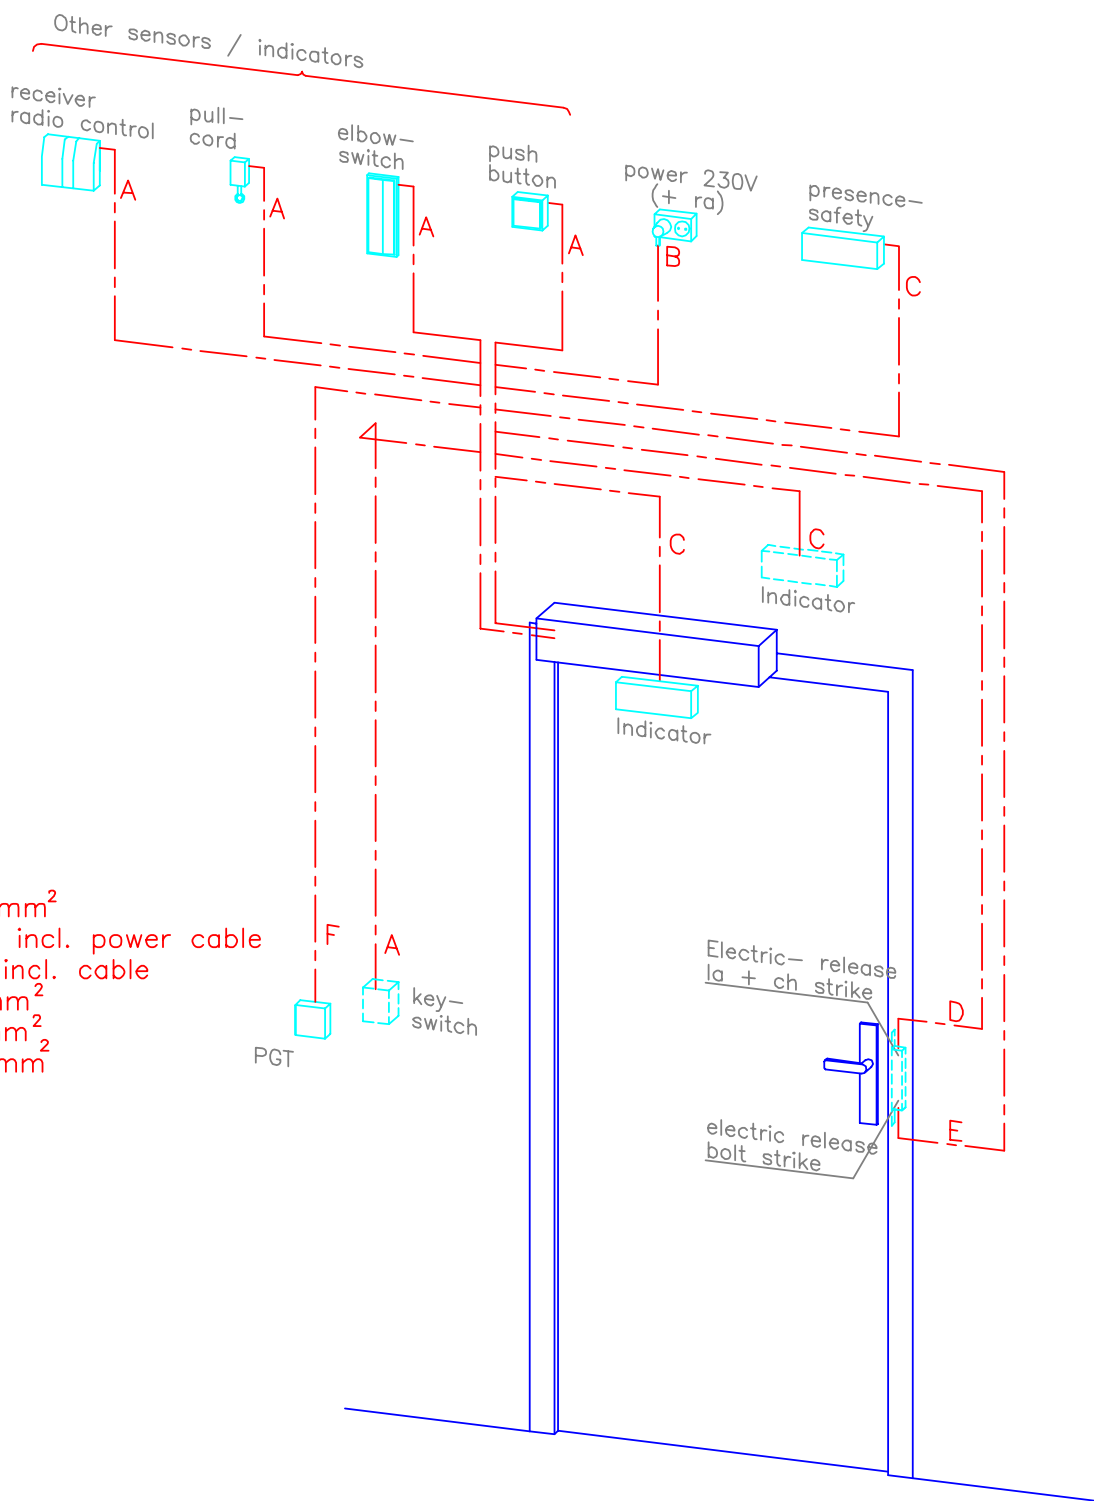 Other sensors / indicators
receiver
radio control
pull-
cord
elbow-
switch
push
button
power 230V
(+ ra)
presence-
safety
A
A
A
A
B
C
C
C
Indicator
Indicator
mm²
incl. power cable
incl. cable
mm²
mm²
mm²
F
A
key-
switch
PGT
Electric- release
la + ch strike
D
electric release
bolt strike
E